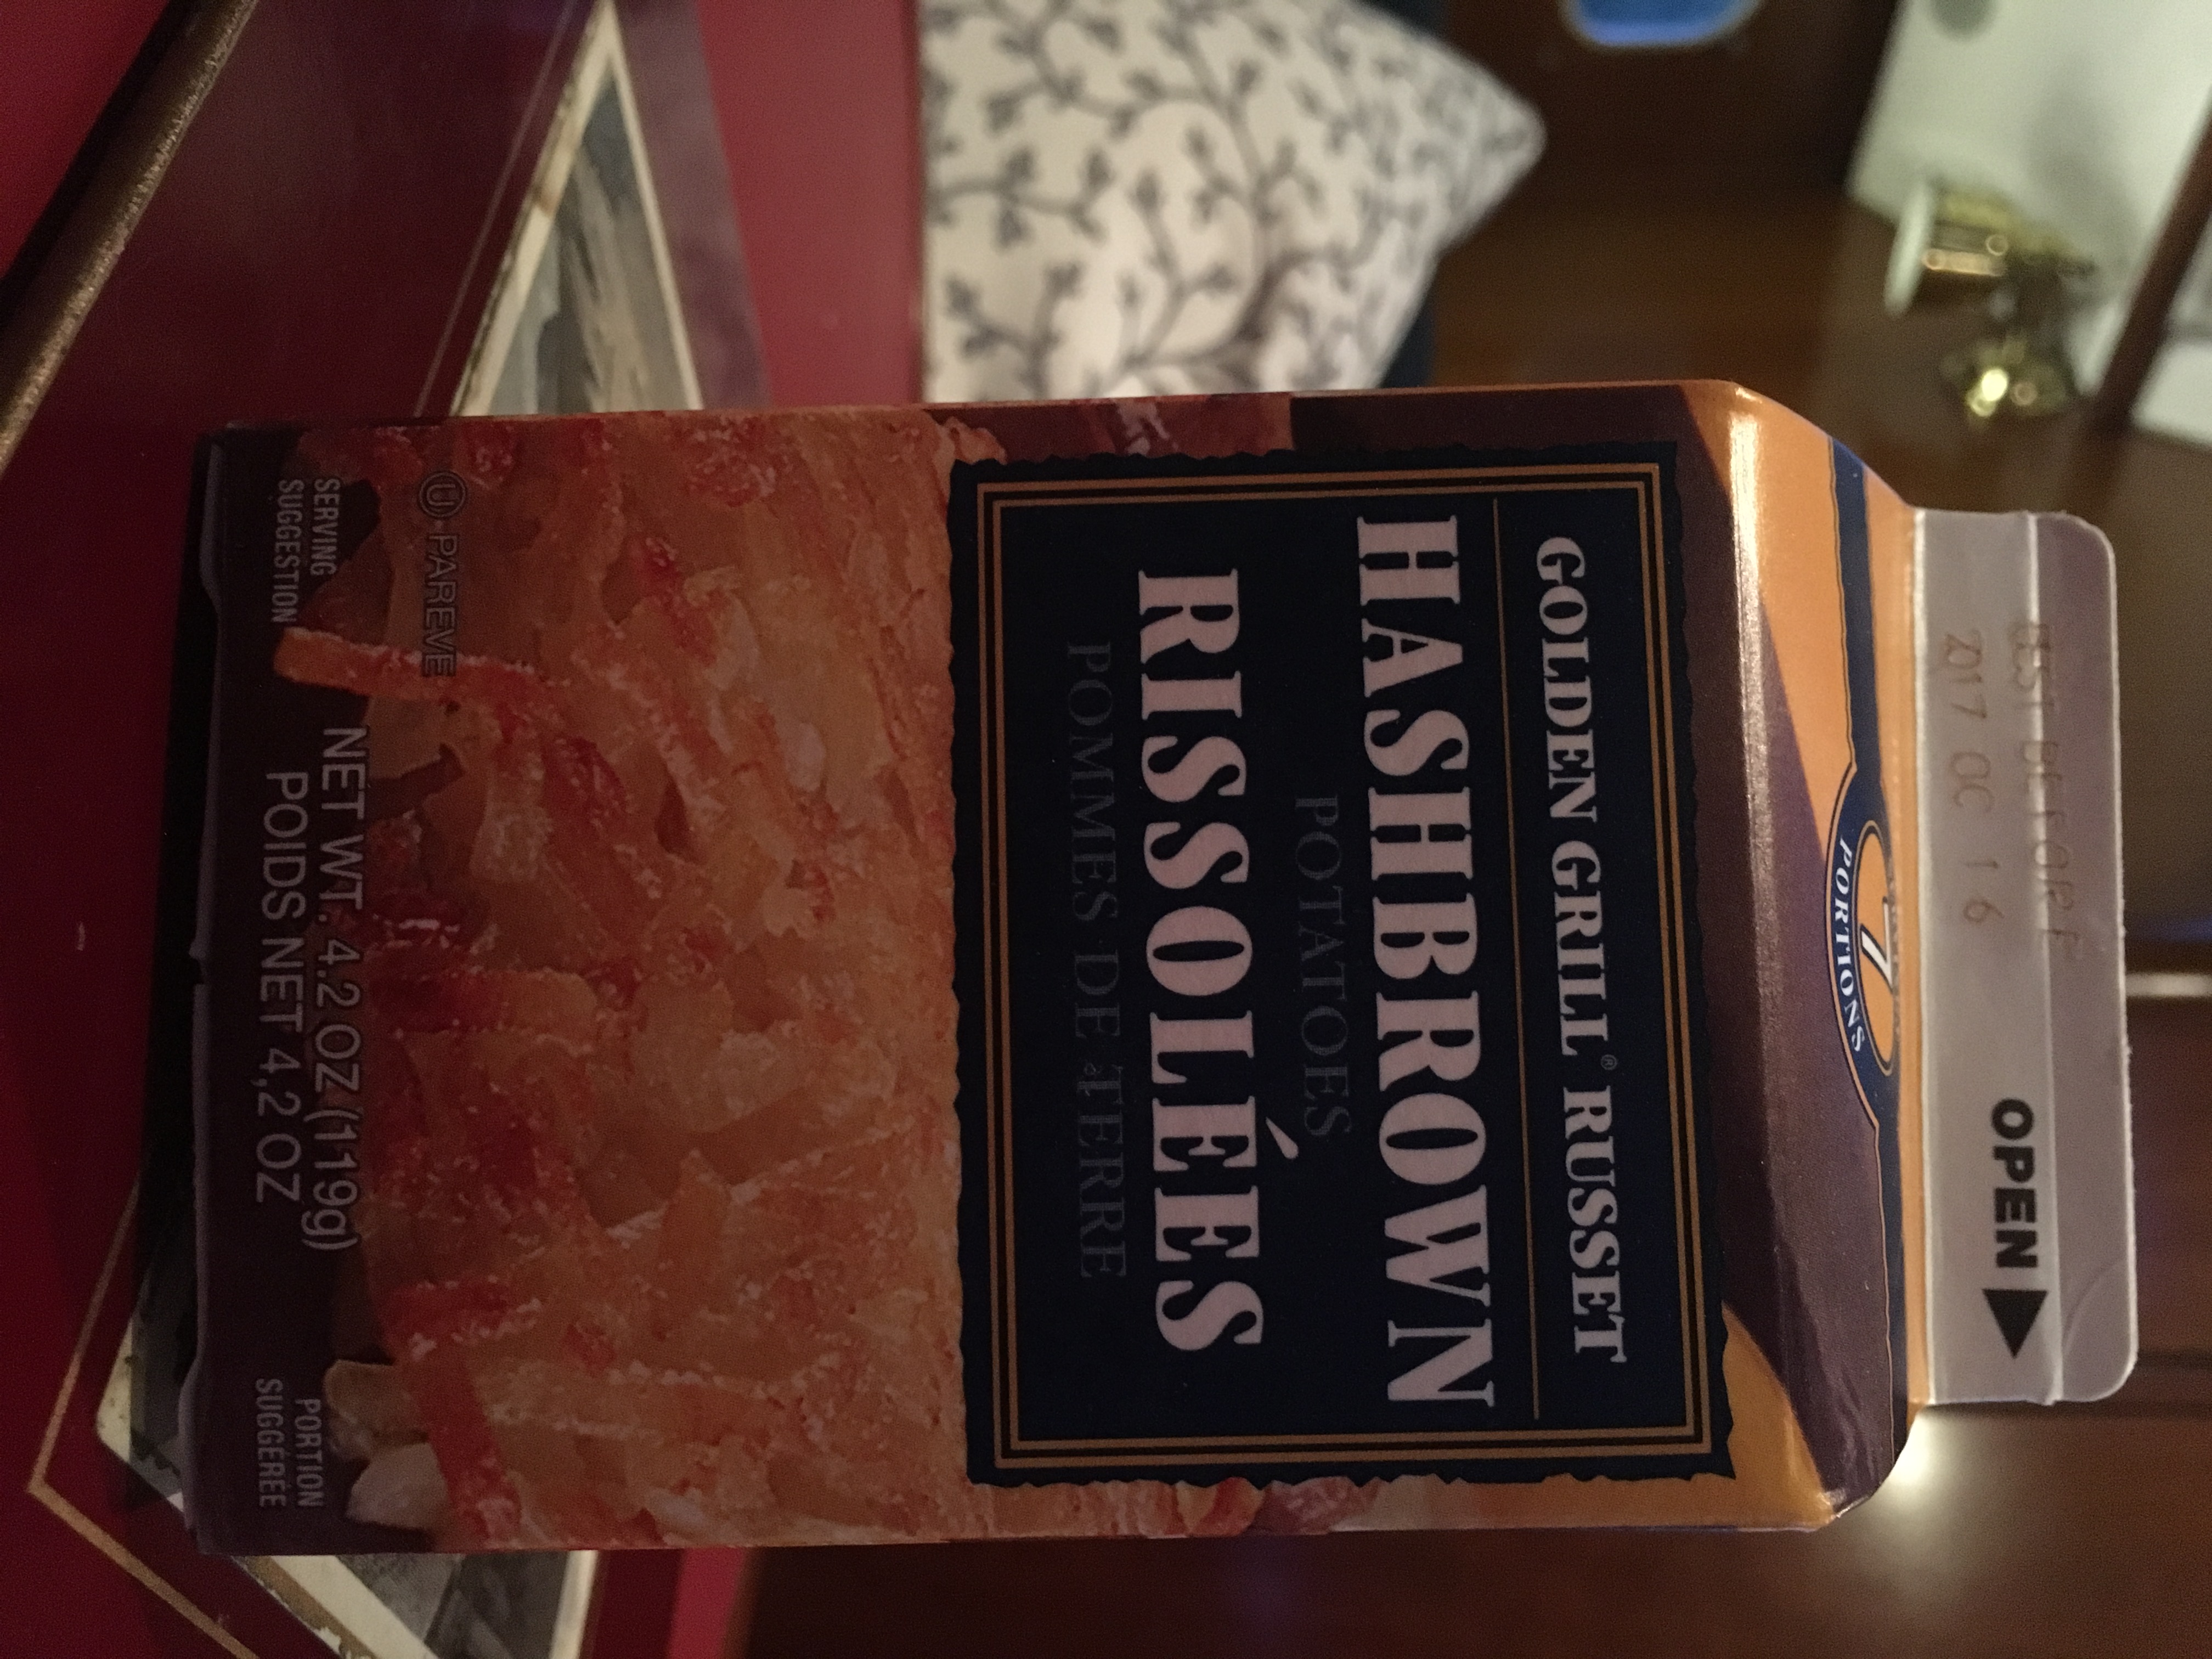 BEST BEFORE
2017 OC 16
OPEN
7
PORTIONS
GOLDEN GRILL® RUSSET
HASHBROWN
POTATOES
RISSOLÉES
POMMES DE TERRE
U PAREVE
SERVING
SUGGESTION
NET WT. 4.2 OZ (119g)
POIDS NET 4,2 OZ
PORTION
SUGGÉRÉE